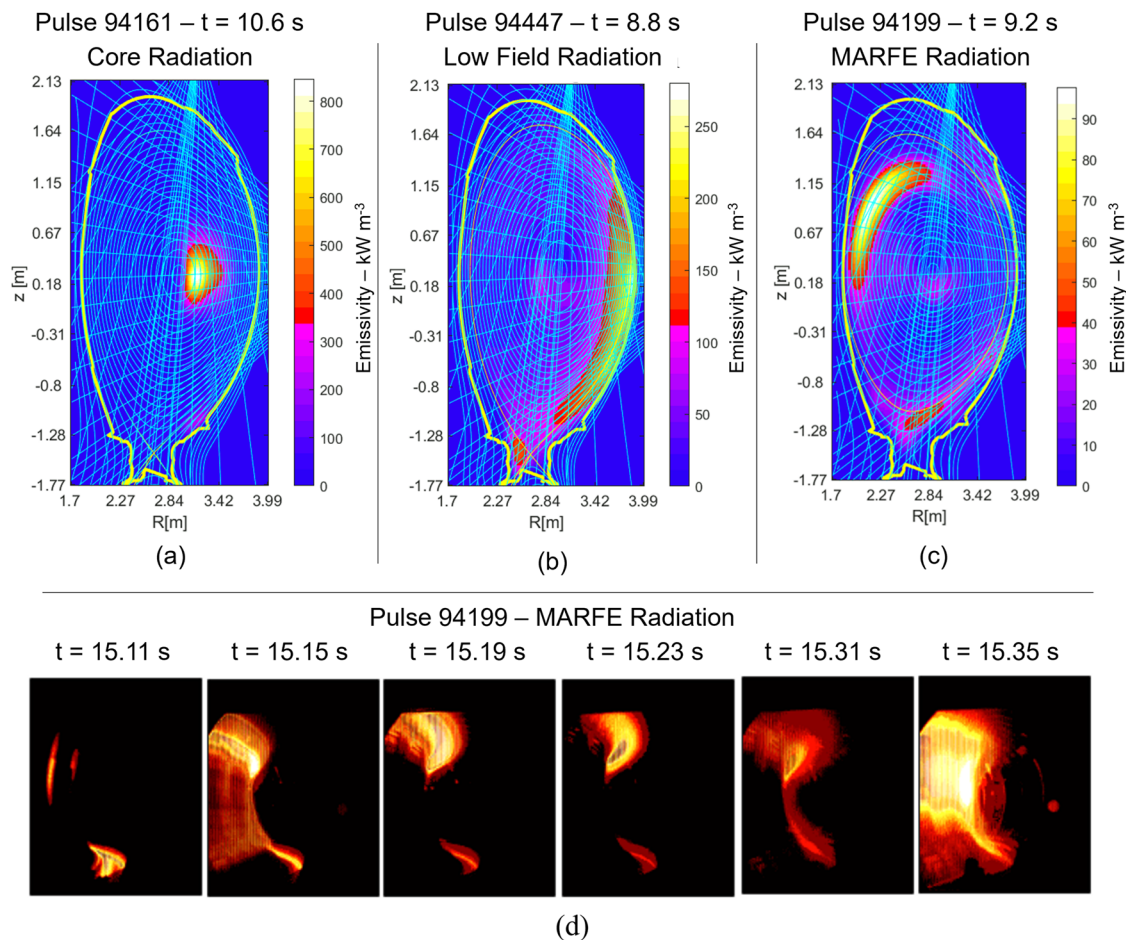 Pulse 94161 – t = 10.6 s
Core Radiation
2.13
1.64
1.15
0.67
0.18
-0.31
-0.8
-1.28
-1.77
z [m]
1.7 2.27 2.84 3.42 3.99
R[m]
800
700
600
500
400
300
200
100
0
Emissivity – kW m-3
(a)
Pulse 94447 – t = 8.8 s
Low Field Radiation
2.13
1.64
1.15
0.67
0.18
-0.31
-0.8
-1.28
-1.77
z [m]
1.7 2.27 2.84 3.42 3.99
R[m]
250
200
150
100
50
0
Emissivity – kW m-3
(b)
Pulse 94199 – t = 9.2 s
MARFE Radiation
2.13
1.64
1.15
0.67
0.18
-0.31
-0.8
-1.28
-1.77
z [m]
1.7 2.27 2.84 3.42 3.99
R[m]
90
80
70
60
50
40
30
20
10
0
Emissivity – kW m-3
(c)
Pulse 94199 – MARFE Radiation
t = 15.11 s t = 15.15 s t = 15.19 s t = 15.23 s t = 15.31 s t = 15.35 s
(d)